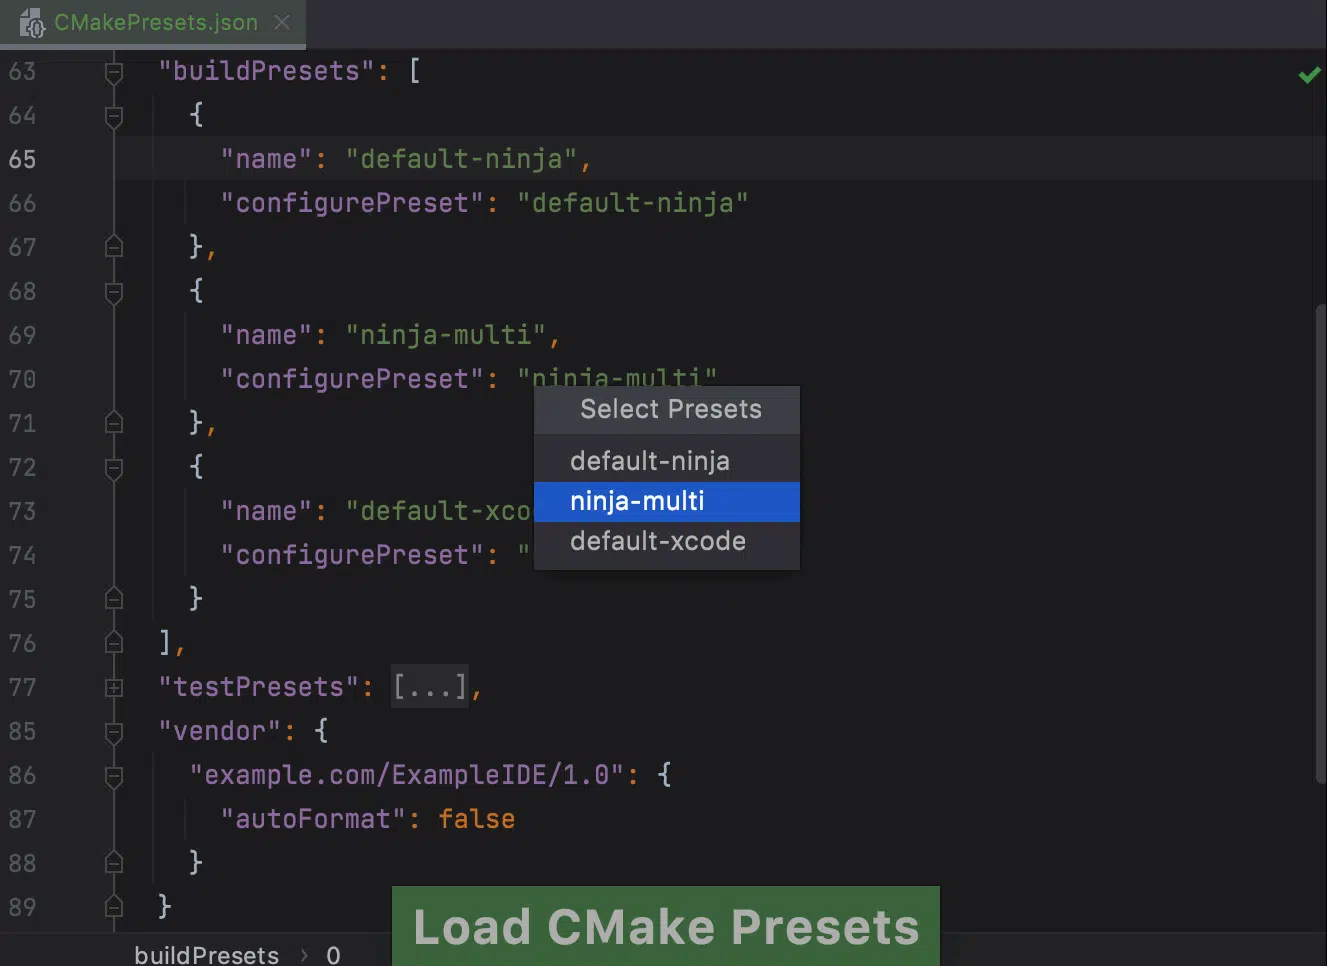 CMakePresets.json
63 "buildPresets": [
64 {
65 "name": "default-ninja",
66 "configurePreset": "default-ninja"
67 },
68 {
69 "name": "ninja-multi",
70 "configurePreset": "ninja-multi"
71 },
72 {
73 "name": "default-xco
74 "configurePreset": "
75 }
76 ],
77 "testPresets": [...],
85 "vendor": {
86 "example.com/ExampleIDE/1.0": {
87 "autoFormat": false
88 }
89 }
Select Presets
default-ninja
ninja-multi
default-xcode
Load CMake Presets
buildPresets › 0